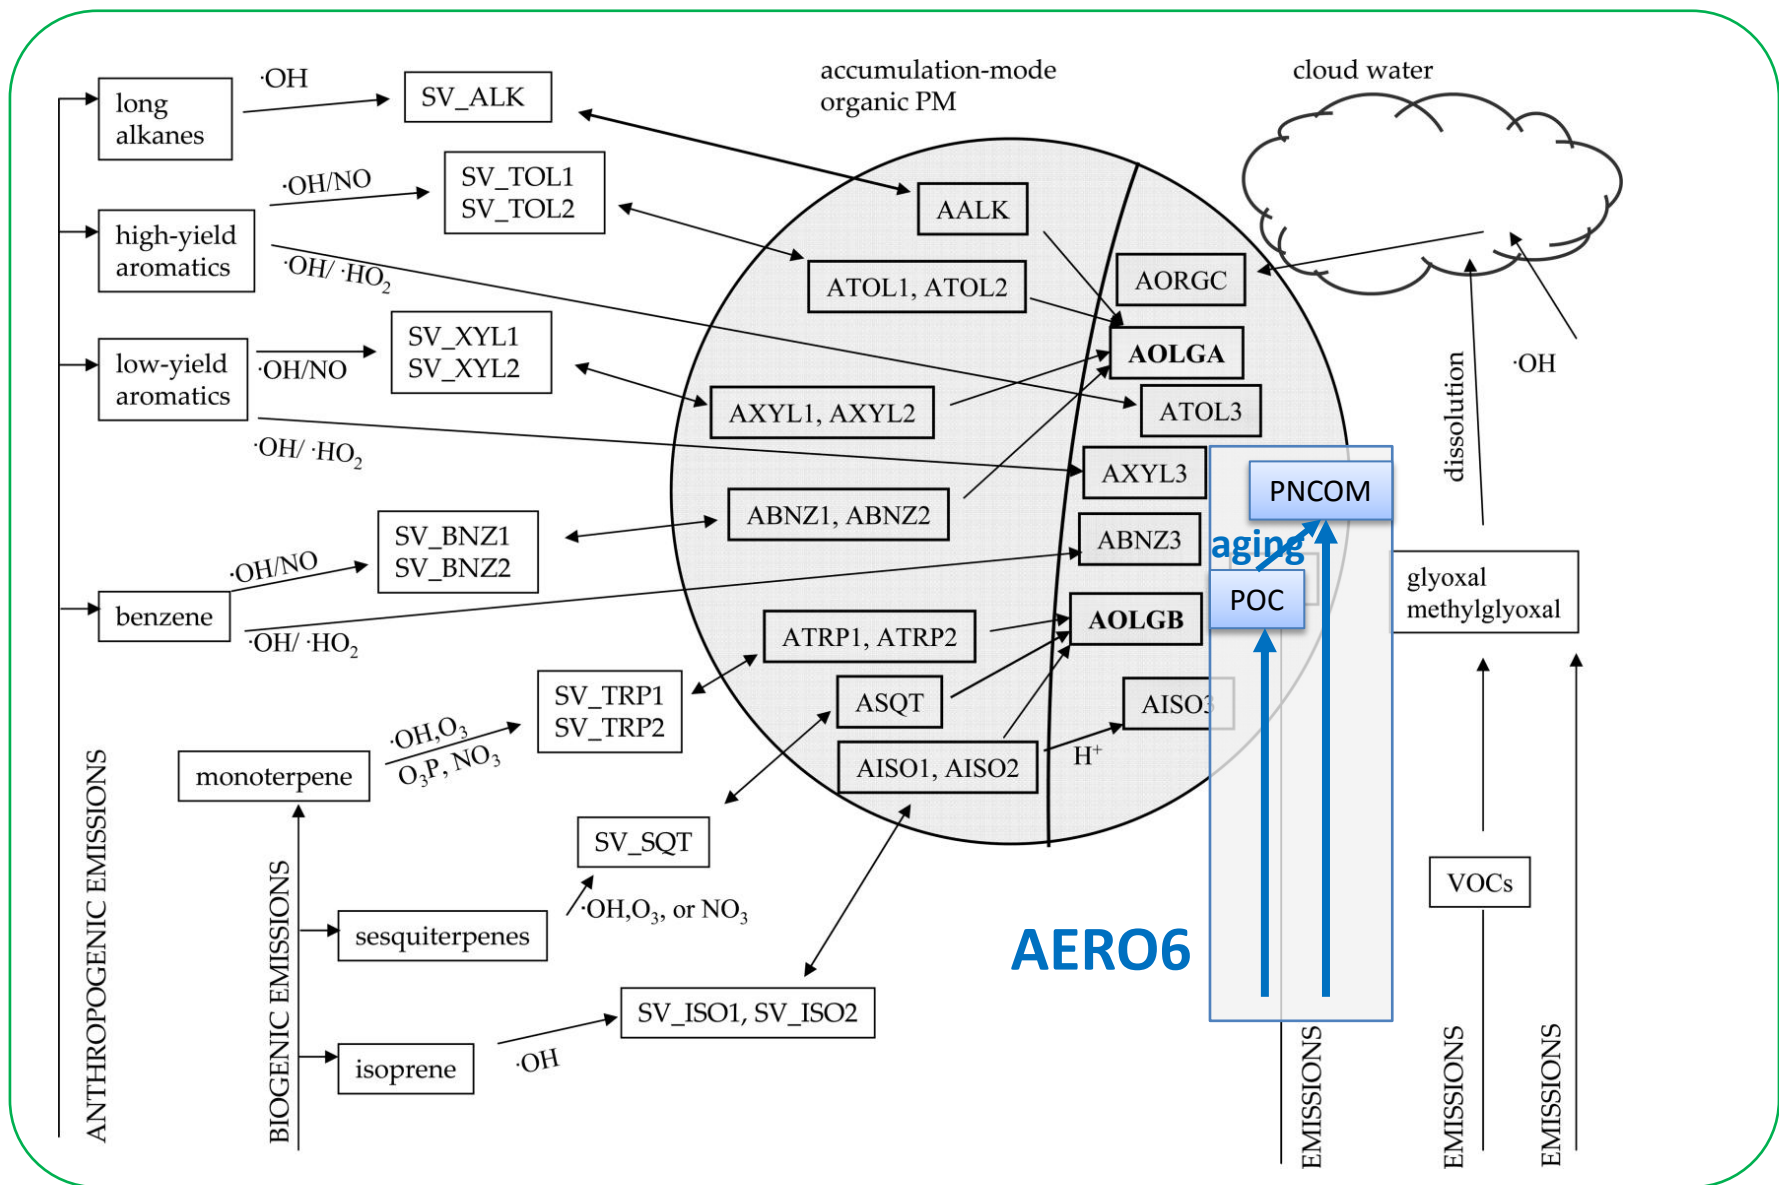 accumulation-mode
organic PM
cloud water
long
alkanes
·OH
SV_ALK
high-yield
aromatics
·OH/NO
SV_TOL1
SV_TOL2
·OH/ ·HO2
low-yield
aromatics
·OH/NO
SV_XYL1
SV_XYL2
·OH/ ·HO2
benzene
·OH/NO
SV_BNZ1
SV_BNZ2
·OH/ ·HO2
monoterpene
·OH,O3
O3P, NO3
SV_TRP1
SV_TRP2
sesquiterpenes
·OH,O3, or NO3
SV_SQT
isoprene
·OH
SV_ISO1, SV_ISO2
ANTHROPOGENIC EMISSIONS
BIOGENIC EMISSIONS
AALK
ATOL1, ATOL2
AXYL1, AXYL2
ABNZ1, ABNZ2
ATRP1, ATRP2
ASQT
AISO1, AISO2
H+
AORGC
AOLGA
ATOL3
AXYL3
ABNZ3
AOLGB
AISO3
PNCOM
aging
POC
AERO6
dissolution
·OH
glyoxal
methylglyoxal
VOCs
EMISSIONS
EMISSIONS
EMISSIONS